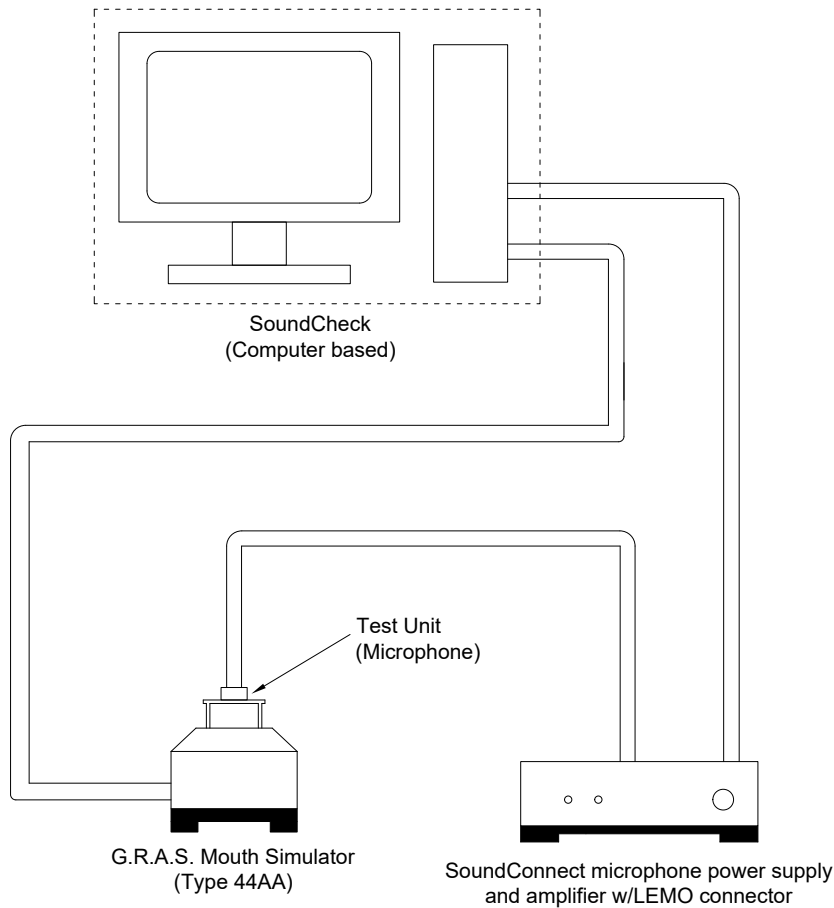 SoundCheck
(Computer based)
Test Unit
(Microphone)
G.R.A.S. Mouth Simulator
(Type 44AA)
SoundConnect microphone power supply
and amplifier w/LEMO connector